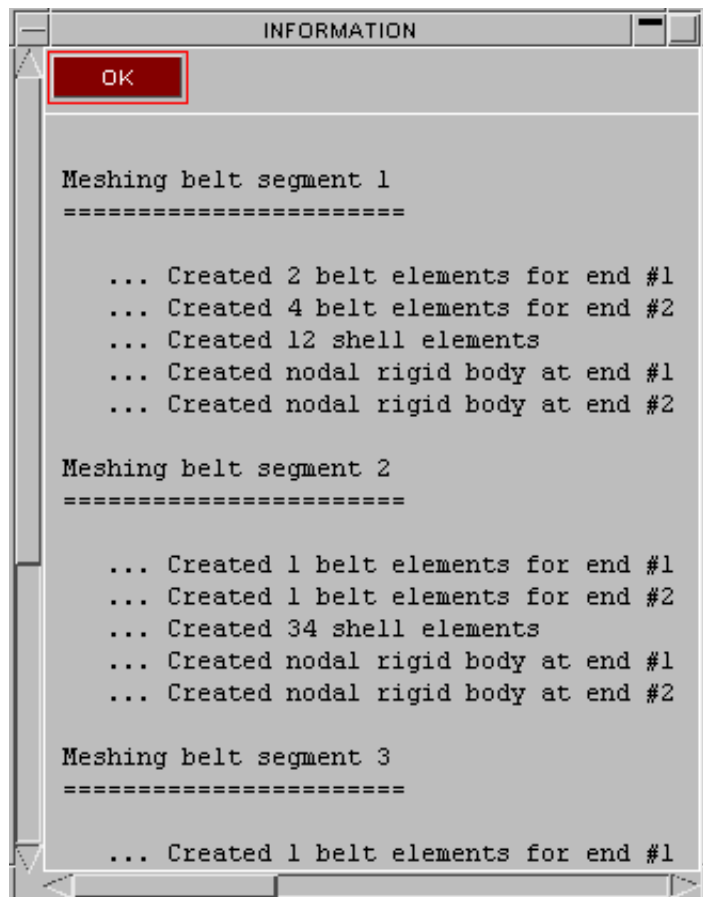 INFORMATION
OK
Meshing belt segment 1
=======================
... Created 2 belt elements for end #1
... Created 4 belt elements for end #2
... Created 12 shell elements
... Created nodal rigid body at end #1
... Created nodal rigid body at end #2
Meshing belt segment 2
=======================
... Created 1 belt elements for end #1
... Created 1 belt elements for end #2
... Created 34 shell elements
... Created nodal rigid body at end #1
... Created nodal rigid body at end #2
Meshing belt segment 3
=======================
... Created 1 belt elements for end #1